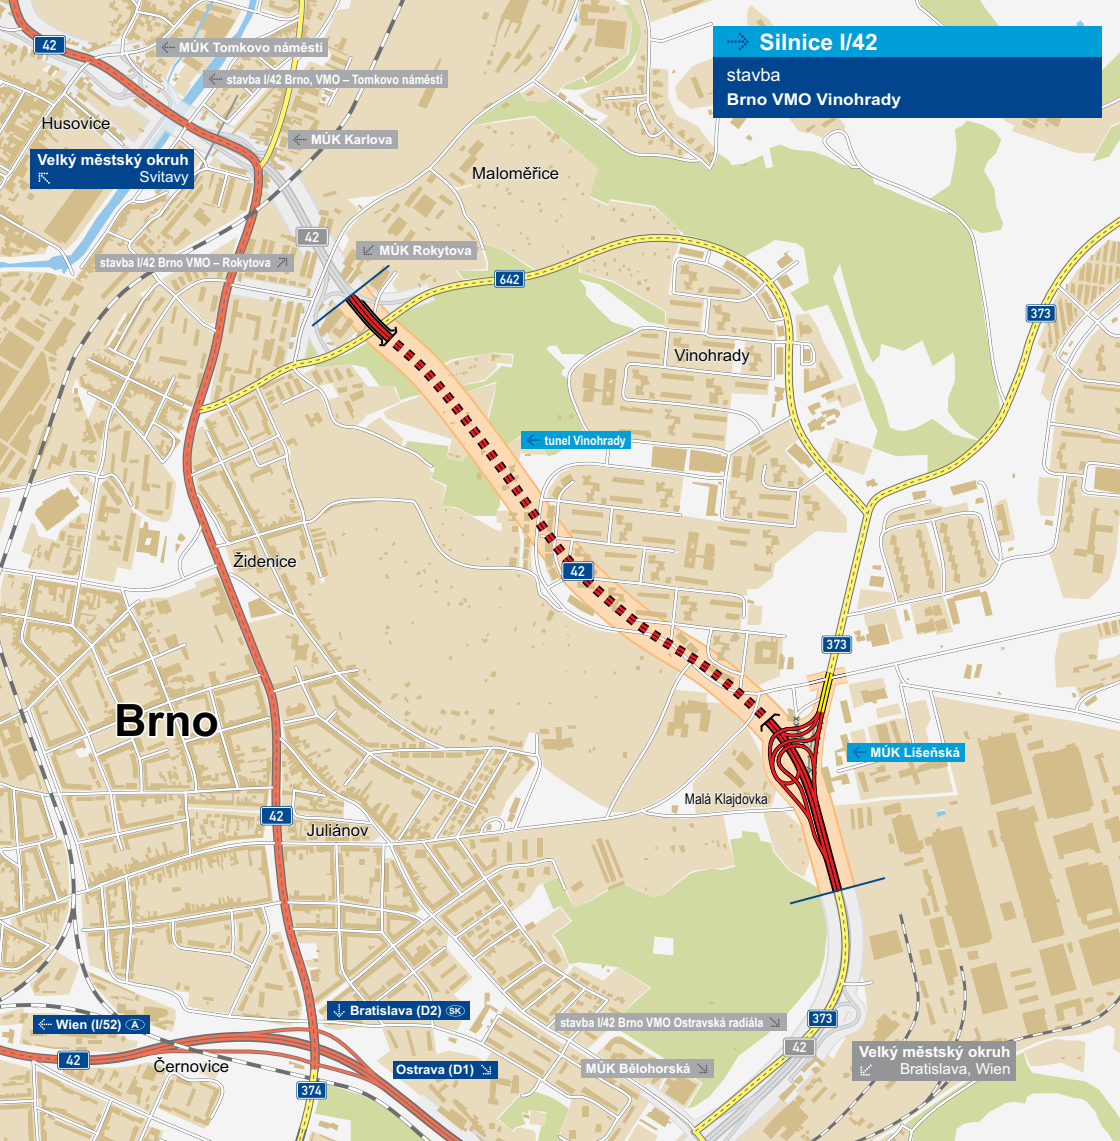 Silnice I/42
stavba
Brno VMO Vinohrady
42
MÚK Tomkovo náměstí
stavba I/42 Brno, VMO – Tomkovo náměstí
Husovice
MÚK Karlova
Velký městský okruh
Svitavy
Maloměřice
42
MÚK Rokytova
stavba I/42 Brno VMO – Rokytova
642
373
Vinohrady
tunel Vinohrady
Židenice
42
373
Brno
MÚK Líšeňská
Malá Klajdovka
42
Juliánov
Bratislava (D2) SK
Wien (I/52) A
stavba I/42 Brno VMO Ostravská radiála
373
42
42
Černovice
Ostrava (D1)
MÚK Bělohorská
Velký městský okruh
Bratislava, Wien
374